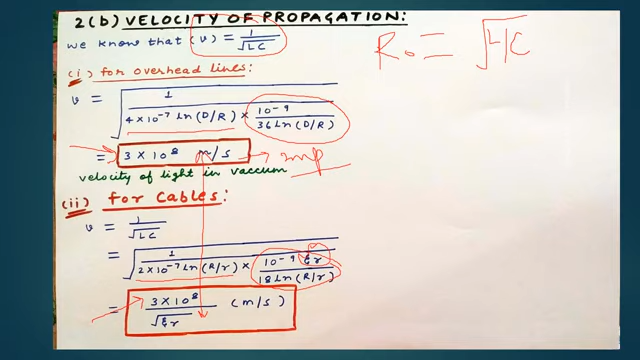 2(b) VELOCITY OF PROPAGATION:
we know that (v) = 1/√LC
R₀ = √L/C
(i) for overhead lines:
v = √(1 / (4×10⁻⁷ ln(D/R) × 10⁻⁹/(36 ln(D/R))))
= 3×10⁸ m/s → imp
velocity of light in vaccum
(ii) for cables:
v = 1/√LC
= √(1 / (2×10⁻⁷ ln(R/r) × 10⁻⁹ ξr/(18 ln(R/r))))
= 3×10⁸/√ξr (m/s)